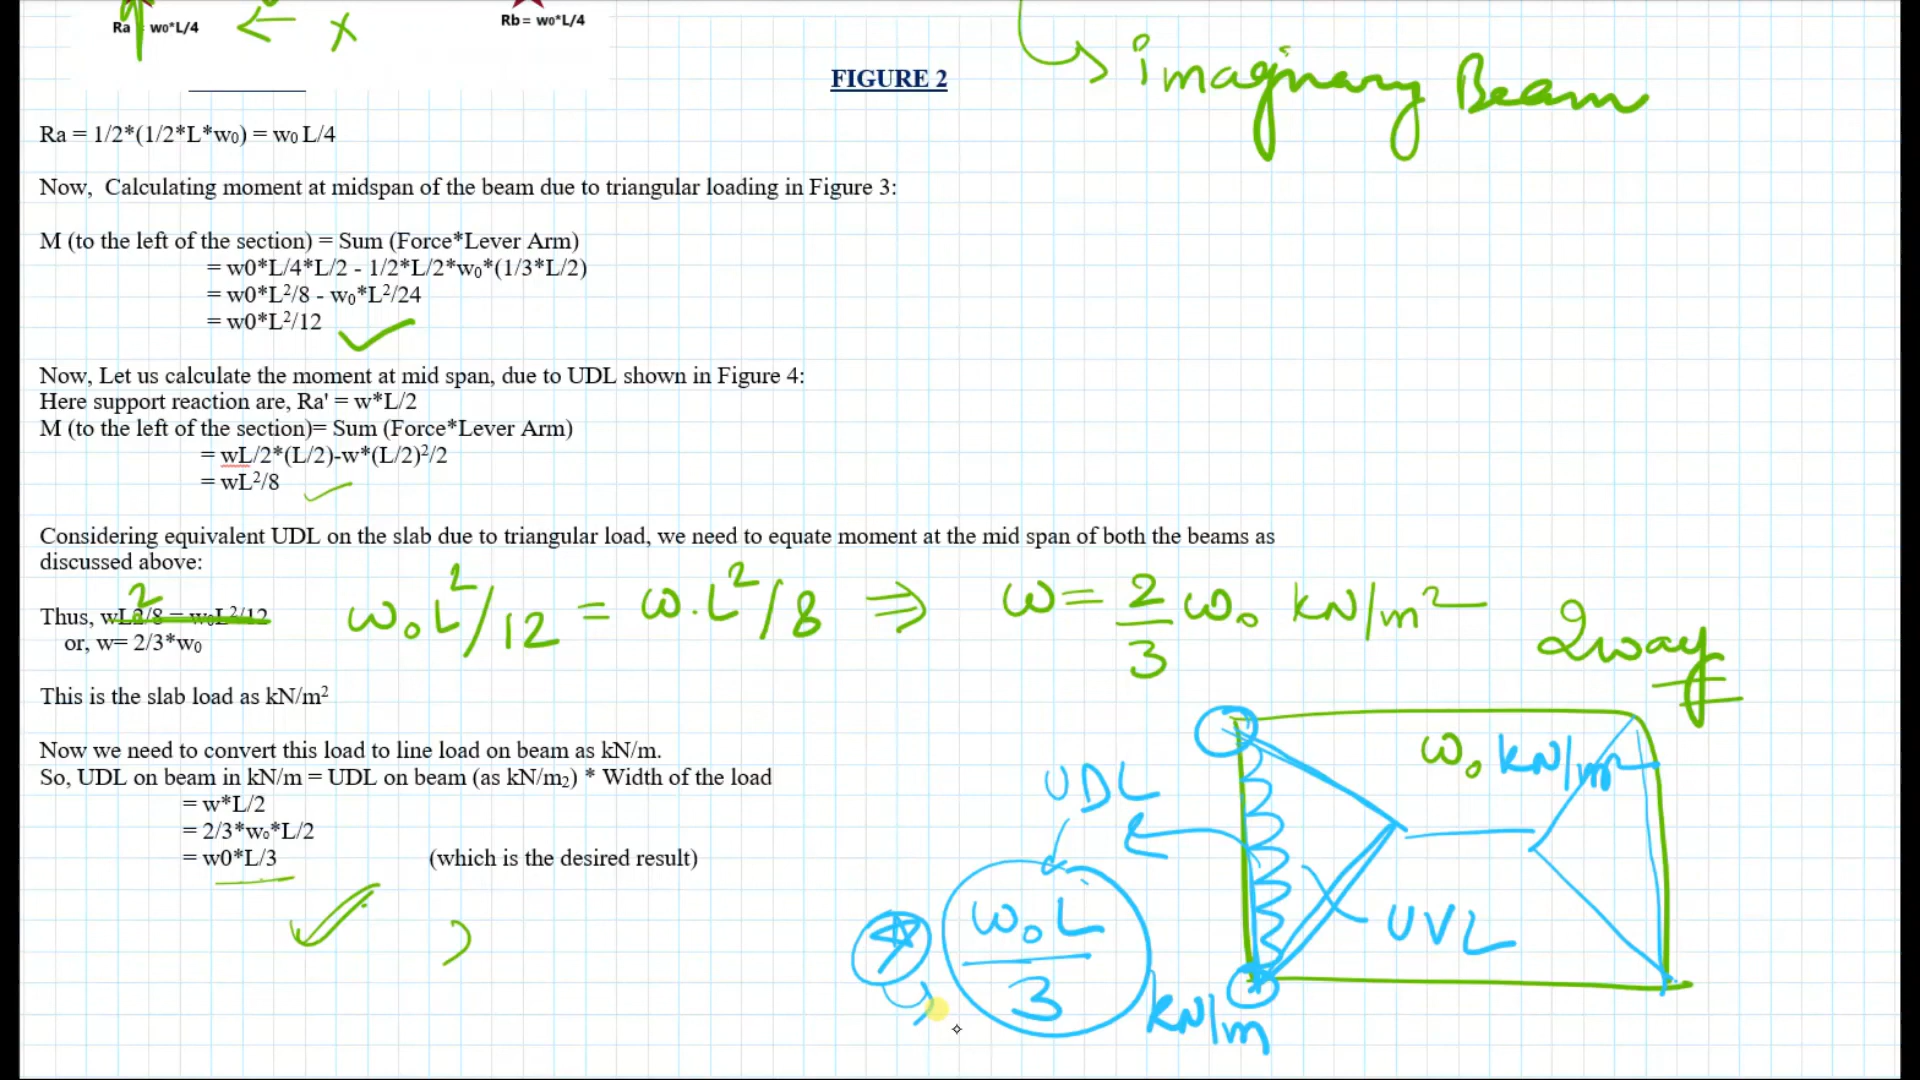 Ra = w₀*L/4
x
Rb = w₀*L/4
imaginary Beam
FIGURE 2
Ra = 1/2*(1/2*L*w₀) = w₀ L/4
Now, Calculating moment at midspan of the beam due to triangular loading in Figure 3:
M (to the left of the section) = Sum (Force*Lever Arm)
= w0*L/4*L/2 - 1/2*L/2*w₀*(1/3*L/2)
= w0*L²/8 - w₀*L²/24
= w0*L²/12
Now, Let us calculate the moment at mid span, due to UDL shown in Figure 4:
Here support reaction are, Ra' = w*L/2
M (to the left of the section)= Sum (Force*Lever Arm)
= wL/2*(L/2)-w*(L/2)²/2
= wL²/8
Considering equivalent UDL on the slab due to triangular load, we need to equate moment at the mid span of both the beams as
discussed above:
2
Thus, wL2/8 = w₀L²/12
ω₀L²/12 = ω.L²/8 ⇒ ω = 2/3 ω₀ kN/m²
or, w= 2/3*w₀
2way
This is the slab load as kN/m²
Now we need to convert this load to line load on beam as kN/m.
So, UDL on beam in kN/m = UDL on beam (as kN/m₂) * Width of the load
= w*L/2
= 2/3*w₀*L/2
= w0*L/3 (which is the desired result)
ω₀ kN/m²
UDL
UVL
ω₀L
3
kN/m